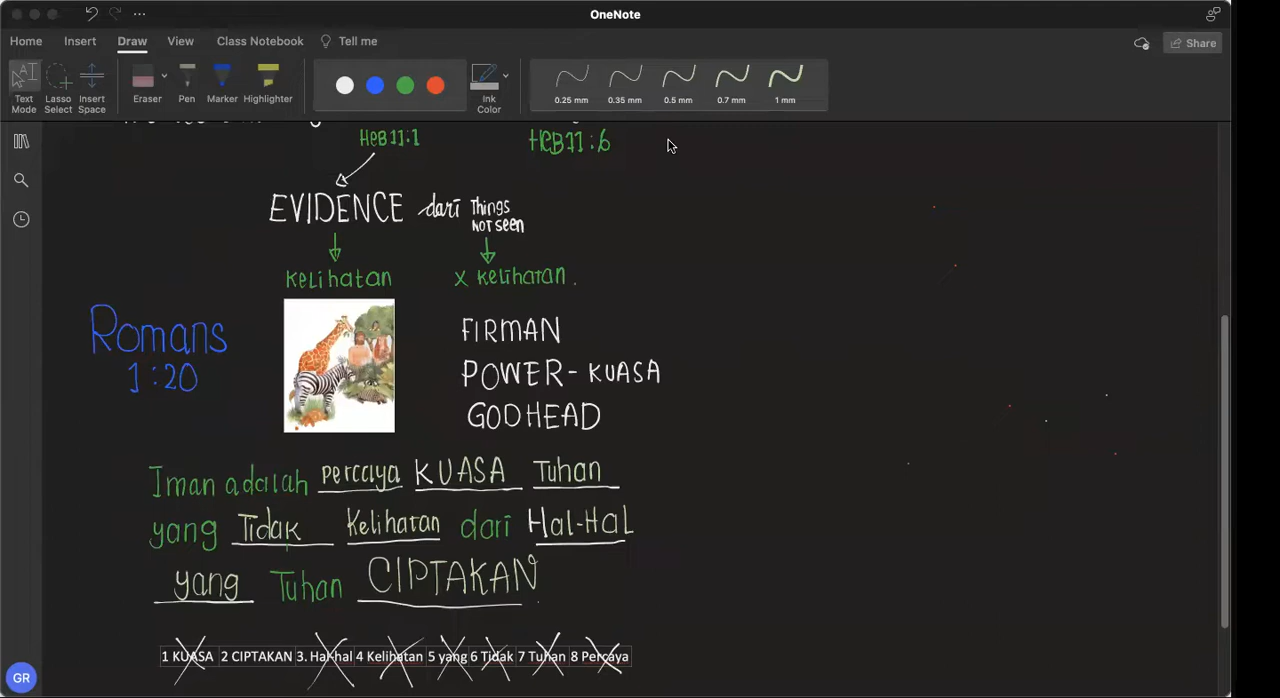 OneNote
Home Insert Draw View Class Notebook Tell me
Share
Text Mode
Lasso Select
Insert Space
Eraser
Pen
Marker
Highlighter
Ink Color
0.25 mm 0.35 mm 0.5 mm 0.7 mm 1 mm
HEB11:1 HEB11:6
EVIDENCE dari Things NOT seen
Kelihatan X Kelihatan.
Romans
1:20
FIRMAN
POWER - KUASA
GODHEAD
Iman adalah percaya KUASA Tuhan
yang Tidak Kelihatan dari Hal-Hal
yang Tuhan CIPTAKAN
1 KUASA 2 CIPTAKAN 3. Hal-hal 4 Kelihatan 5 yang 6 Tidak 7 Tuhan 8 Percaya
GR